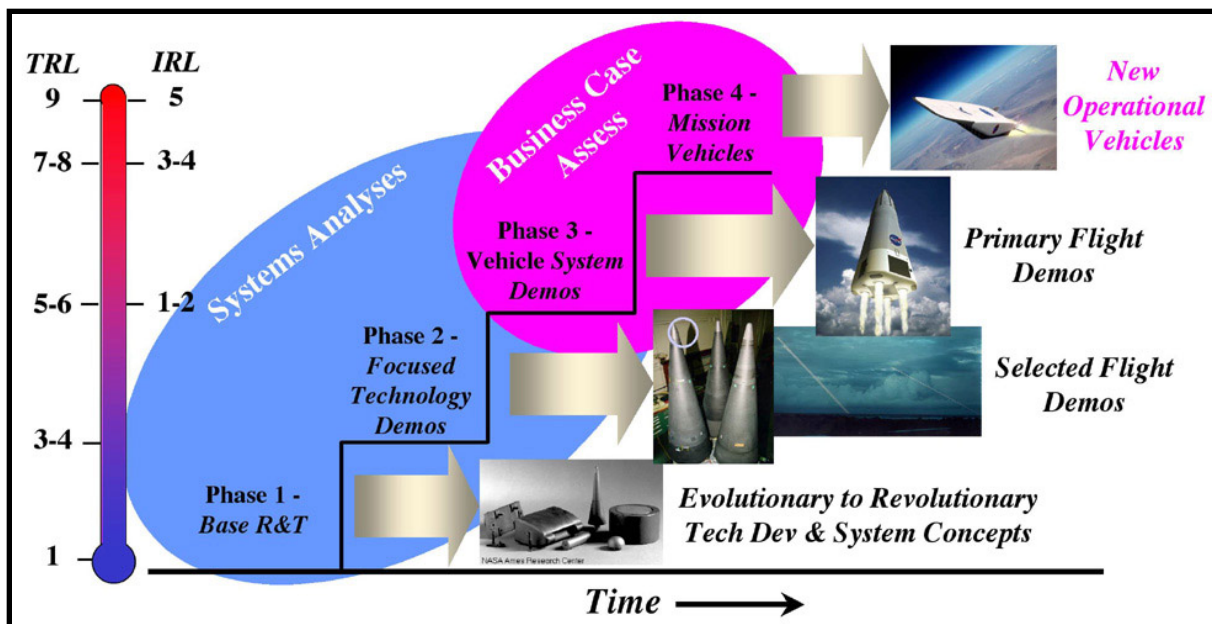 TRL
IRL
9
5
7-8
3-4
5-6
1-2
3-4
1
Systems Analyses
Business Case
Assess
Phase 1 -
Base R&T
Phase 2 -
Focused
Technology
Demos
Phase 3 -
Vehicle System
Demos
Phase 4 -
Mission
Vehicles
New
Operational
Vehicles
Primary Flight
Demos
Selected Flight
Demos
Evolutionary to Revolutionary
Tech Dev & System Concepts
NASA Ames Research Center
Time